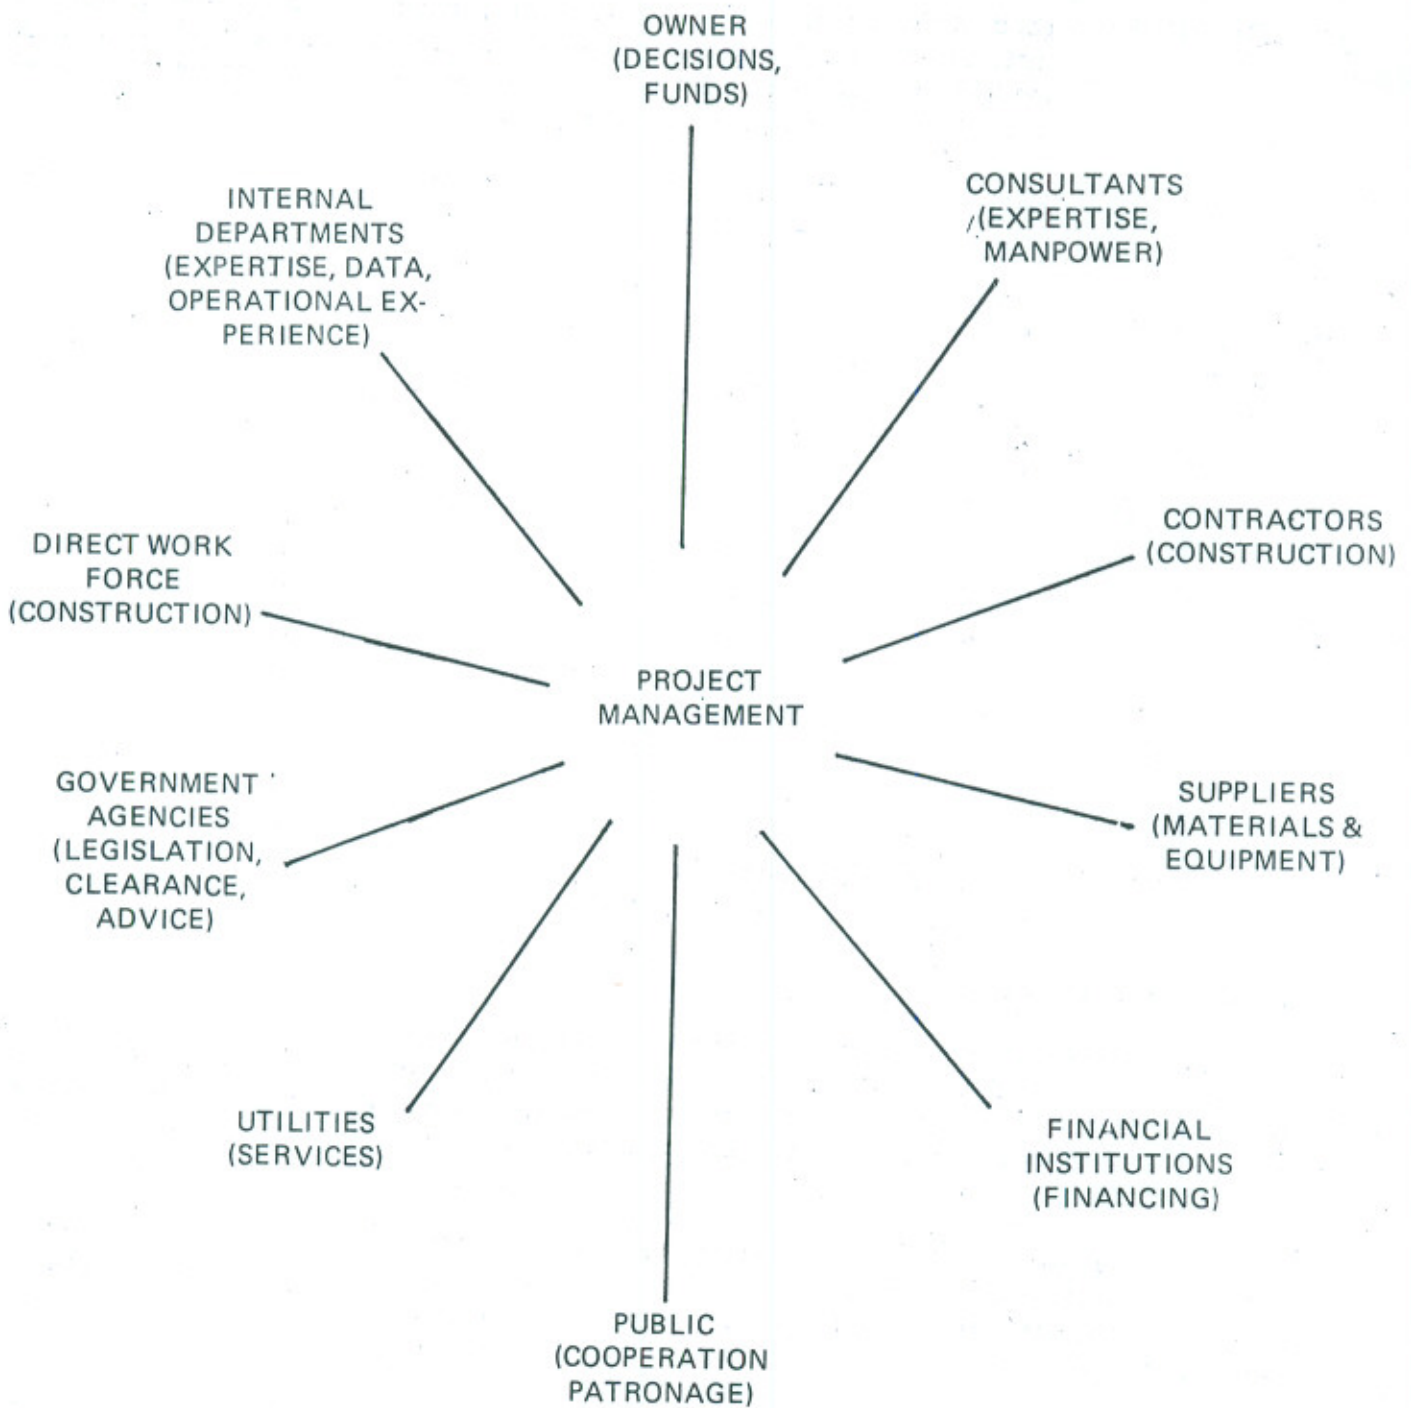 OWNER
(DECISIONS,
FUNDS)
CONSULTANTS
(EXPERTISE,
MANPOWER)
INTERNAL
DEPARTMENTS
(EXPERTISE, DATA,
OPERATIONAL EX-
PERIENCE)
CONTRACTORS
(CONSTRUCTION)
DIRECT WORK
FORCE
(CONSTRUCTION)
PROJECT
MANAGEMENT
GOVERNMENT
AGENCIES
(LEGISLATION,
CLEARANCE,
ADVICE)
SUPPLIERS
(MATERIALS &
EQUIPMENT)
UTILITIES
(SERVICES)
FINANCIAL
INSTITUTIONS
(FINANCING)
PUBLIC
(COOPERATION
PATRONAGE)